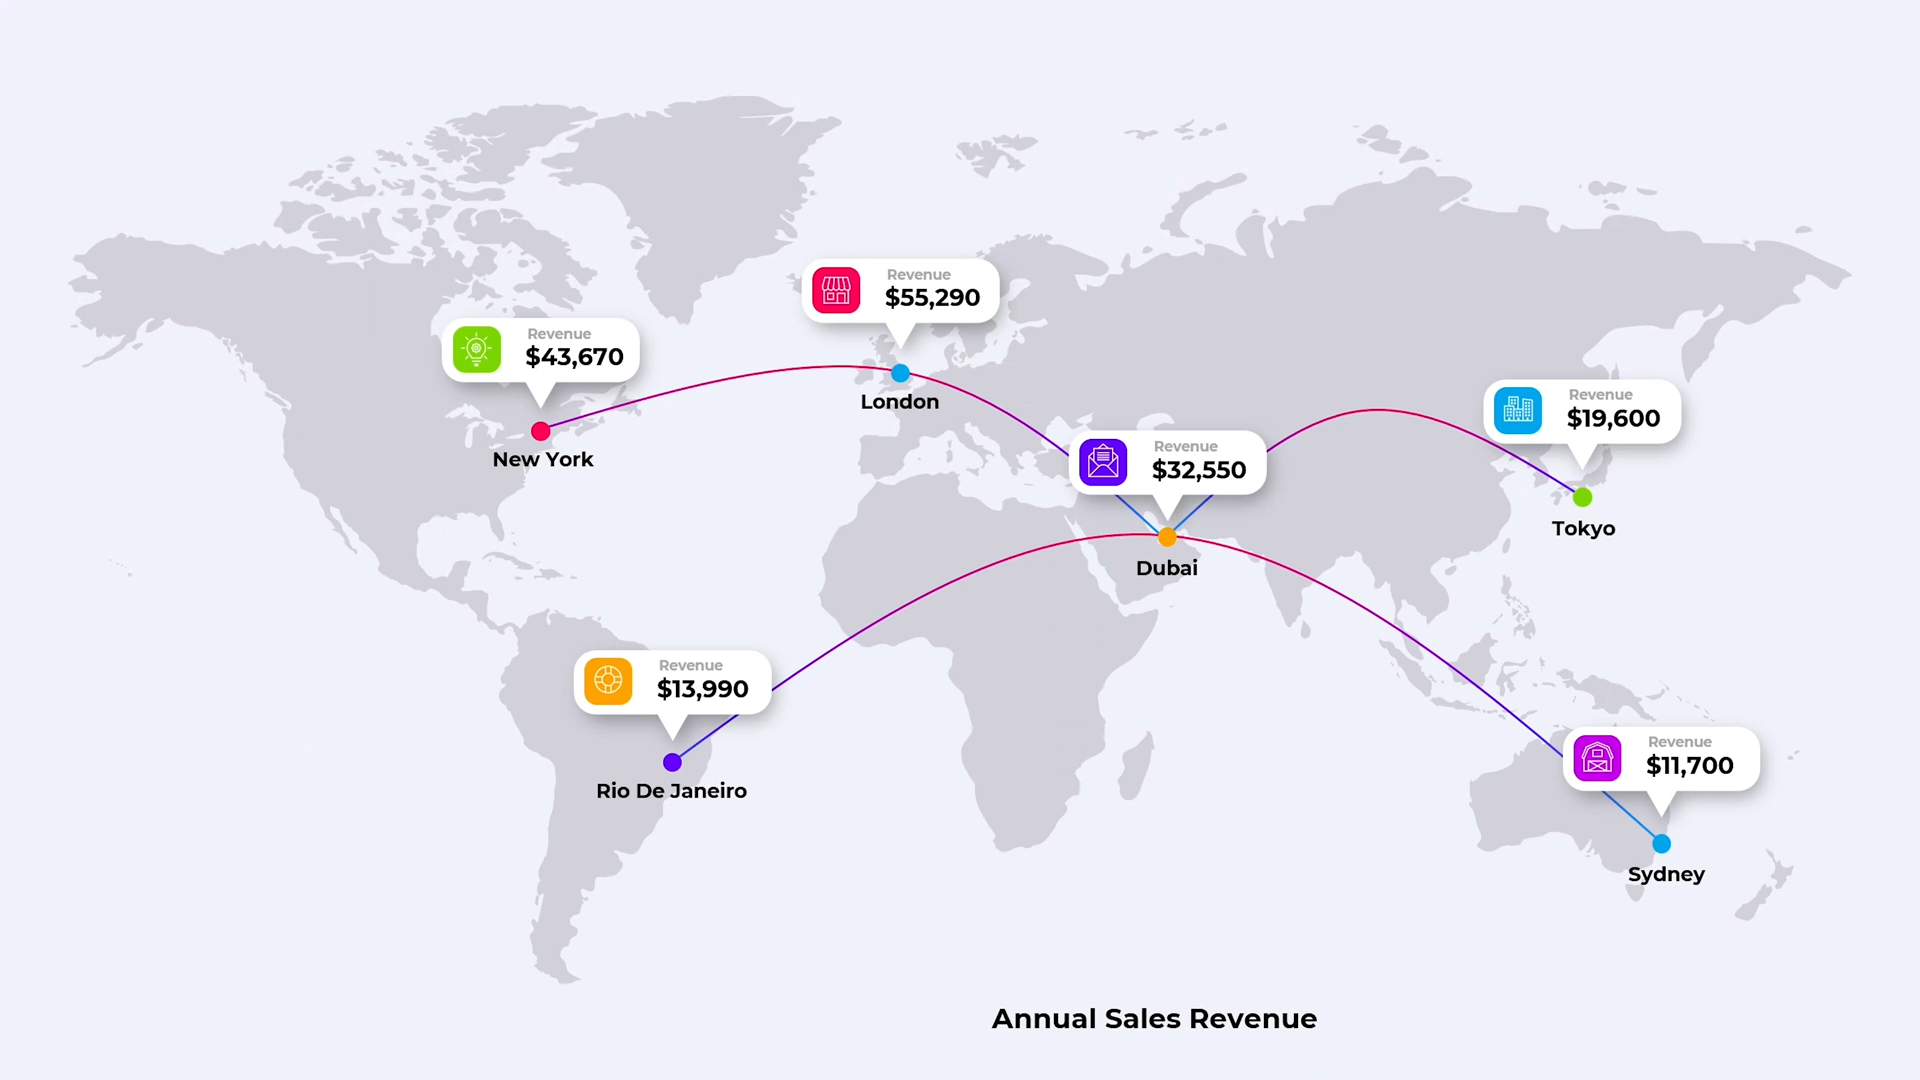 Revenue
$55,290
London
Revenue
$43,670
New York
Revenue
$19,600
Tokyo
Revenue
$32,550
Dubai
Revenue
$13,990
Rio De Janeiro
Revenue
$11,700
Sydney
Annual Sales Revenue